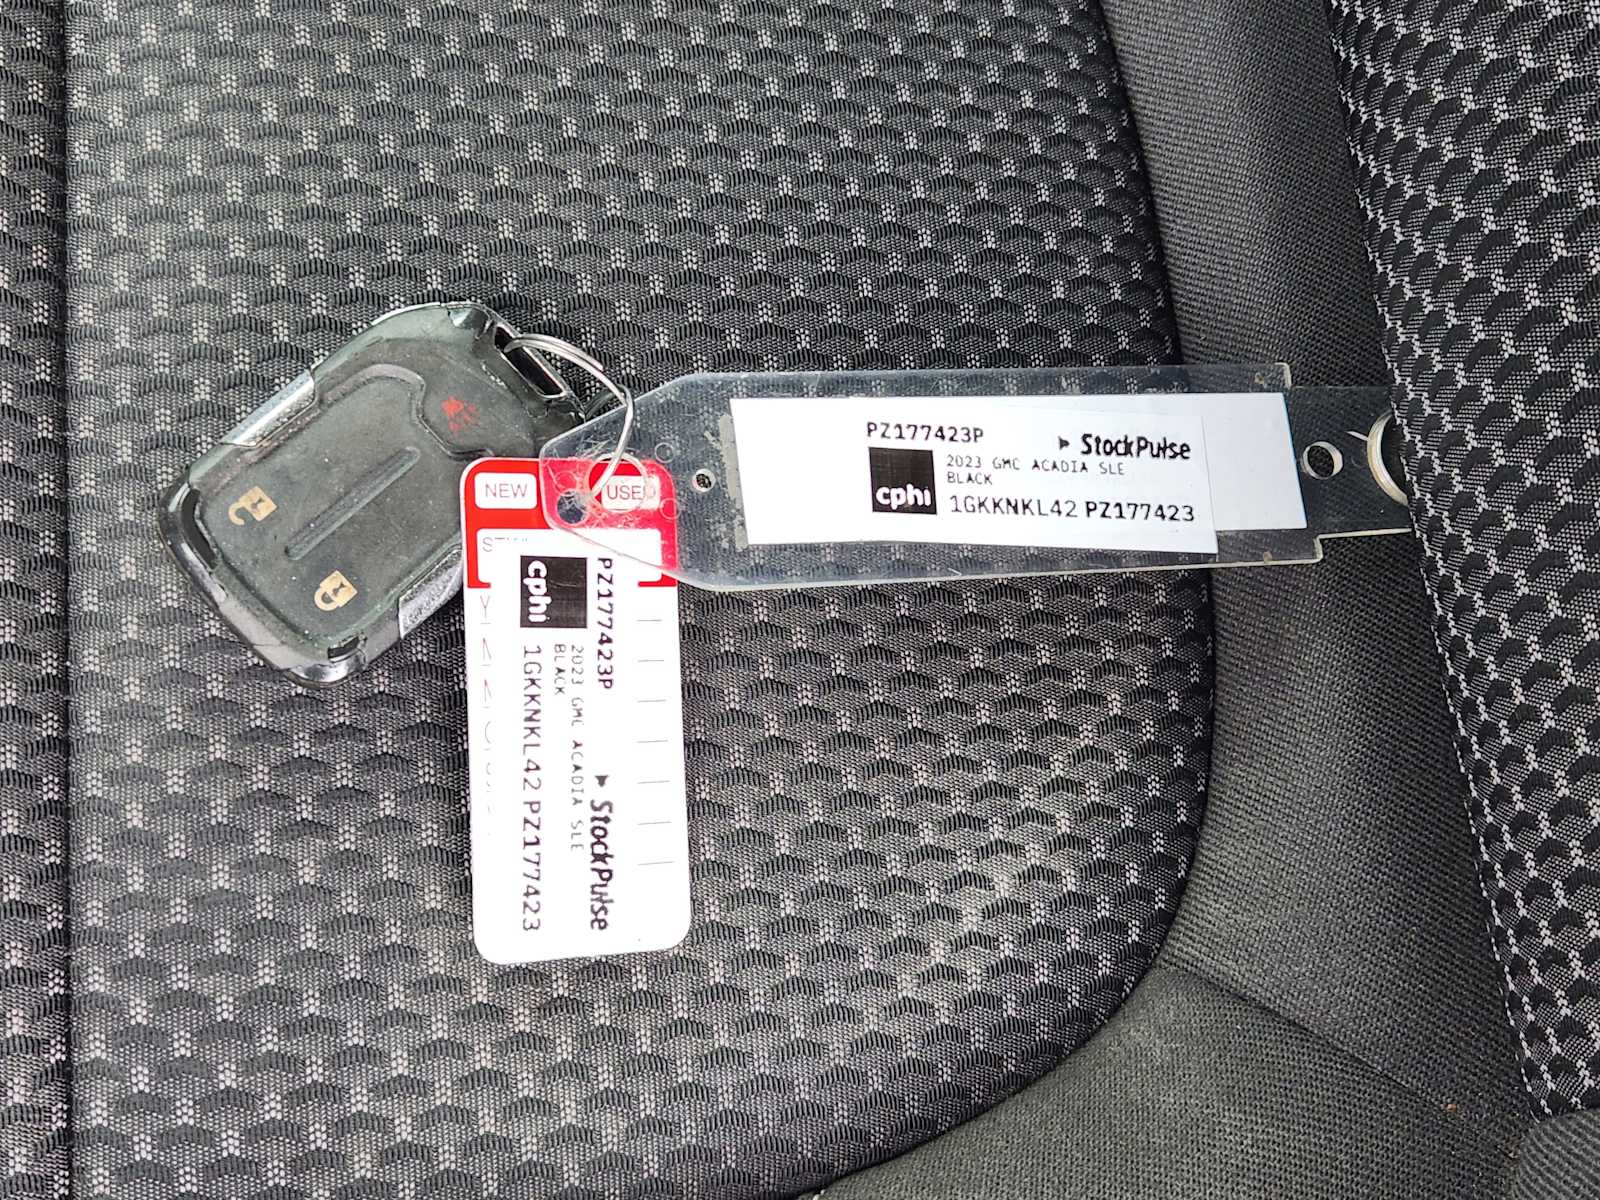 PZ177423P
StockPulse
cphi
2023 GMC ACADIA SLE
BLACK
1GKKNKL42 PZ177423
NEW
USED
PZ177423P
StockPulse
cphi
2023 GMC ACADIA SLE
BLACK
1GKKNKL42 PZ177423